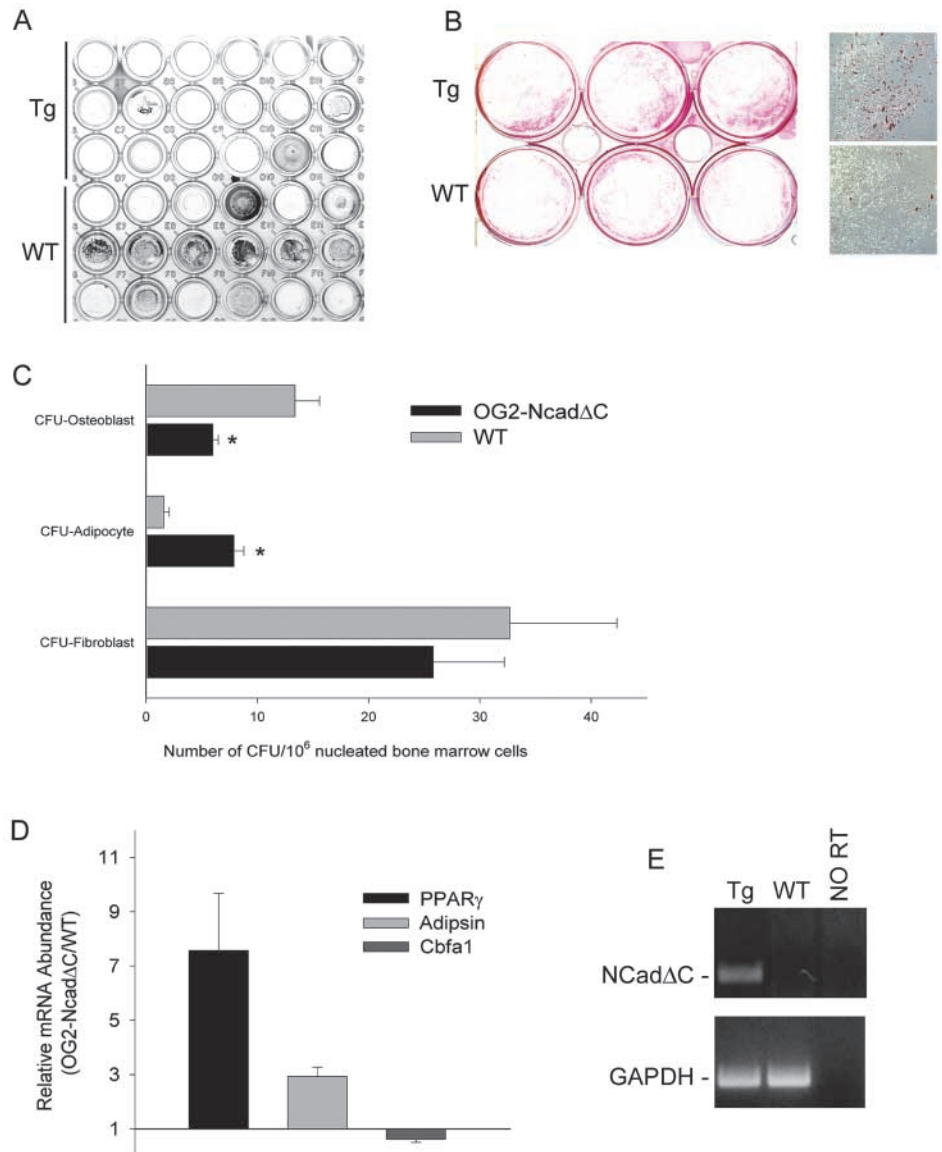 A
Tg
WT
B
Tg
WT
C
CFU-Osteoblast
CFU-Adipocyte
CFU-Fibroblast
*
*
OG2-NcadΔC
WT
0 10 20 30 40
Number of CFU/10⁶ nucleated bone marrow cells
D
Relative mRNA Abundance
(OG2-NcadΔC/WT)
11
9
7
5
3
1
PPARγ
Adipsin
Cbfa1
E
Tg WT NO RT
NCadΔC -
GAPDH -